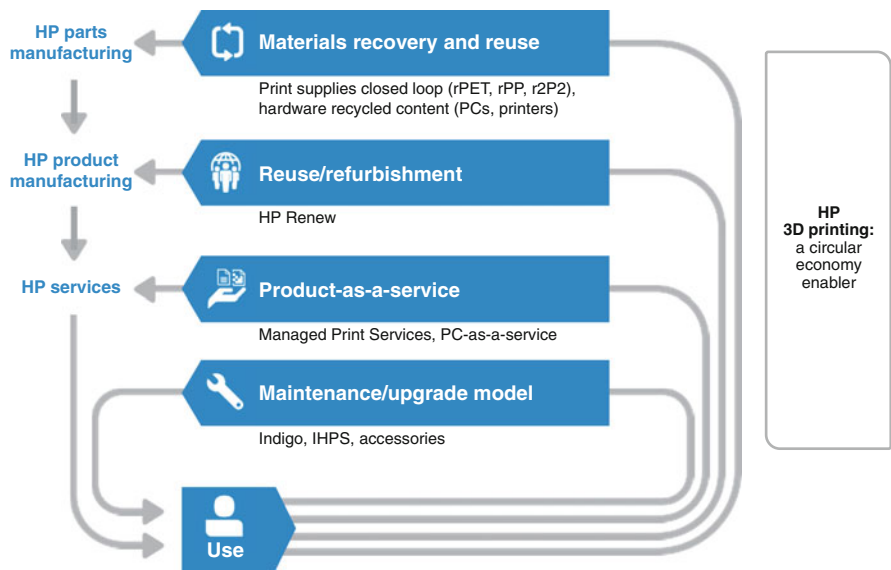 HP parts
manufacturing
Materials recovery and reuse
Print supplies closed loop (rPET, rPP, r2P2),
hardware recycled content (PCs, printers)
HP product
manufacturing
Reuse/refurbishment
HP Renew
HP services
Product-as-a-service
Managed Print Services, PC-as-a-service
Maintenance/upgrade model
Indigo, IHPS, accessories
Use
HP
3D printing:
a circular
economy
enabler